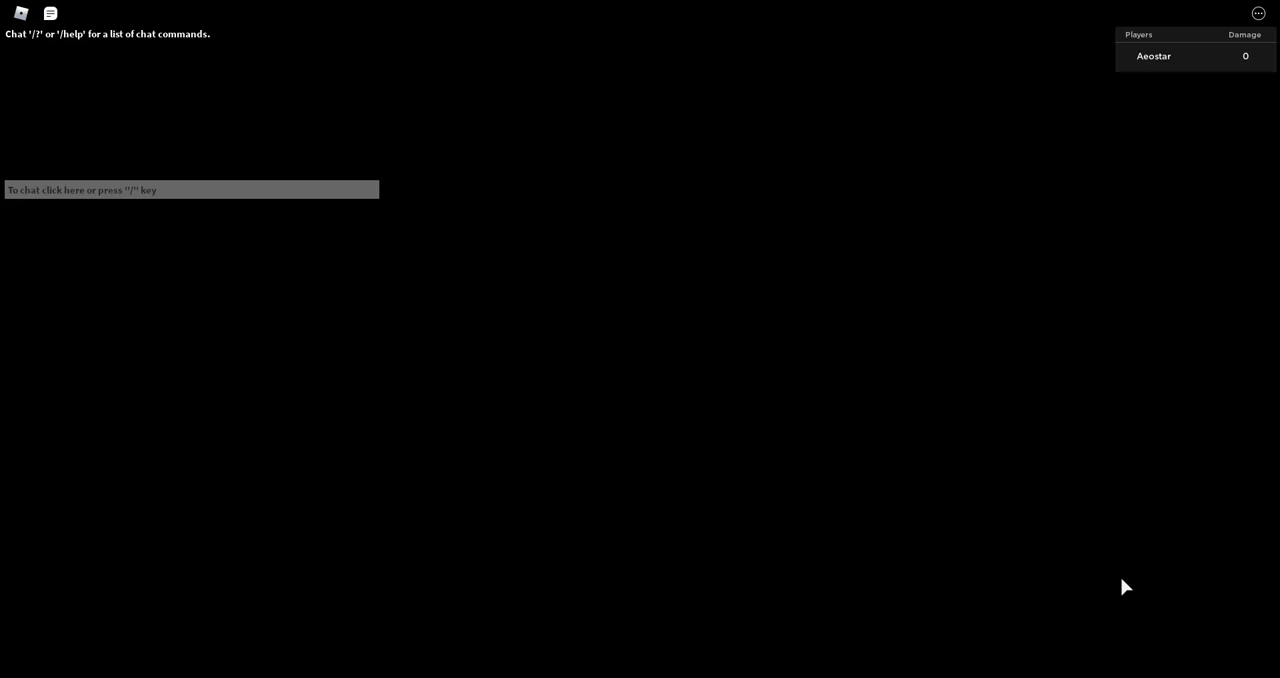 Chat '/?' or '/help' for a list of chat commands.
Players Damage
Aeostar 0
To chat click here or press "/" key